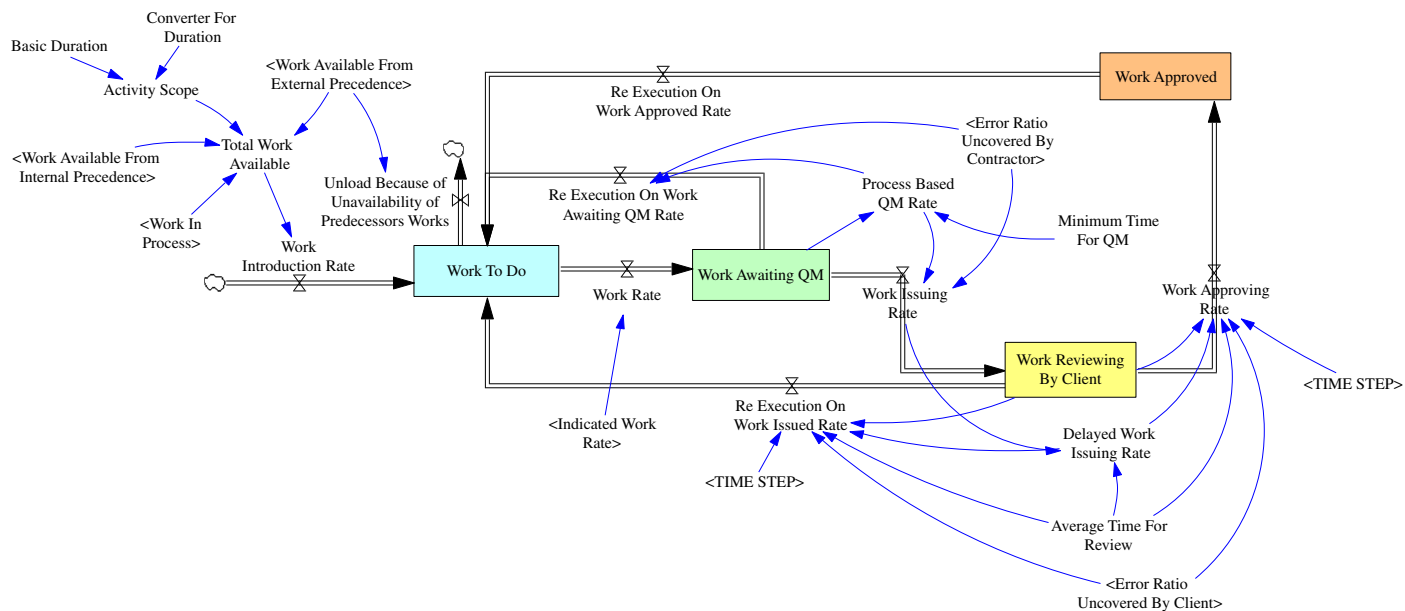 Converter For
Duration
Basic Duration
Activity Scope
<Work Available From
External Precedence>
Re Execution On
Work Approved Rate
Work Approved
<Work Available From
Internal Precedence>
Total Work
Available
Unload Because of
Unavailability of
Predecessors Works
Re Execution On Work
Awaiting QM Rate
Process Based
QM Rate
<Error Ratio
Uncovered By
Contractor>
Minimum Time
For QM
<Work In
Process>
Work
Introduction Rate
Work To Do
Work Rate
Work Awaiting QM
Work Issuing
Rate
Work Approving
Rate
Work Reviewing
By Client
<TIME STEP>
<Indicated Work
Rate>
Re Execution On
Work Issued Rate
<TIME STEP>
Delayed Work
Issuing Rate
Average Time For
Review
<Error Ratio
Uncovered By Client>